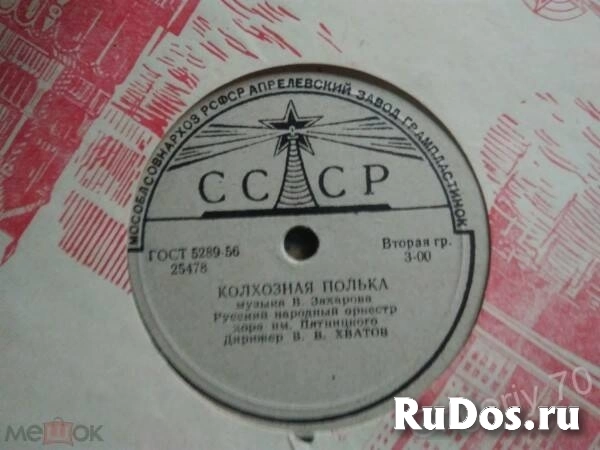 МОСОБЛСОВНАРХОЗ РСФСР АПРЕЛЕВСКИЙ ЗАВОД ГРАМПЛАСТИНОК
СССР
ГОСТ 5289-56
25478
Вторая гр.
3-00
КОЛХОЗНАЯ ПОЛЬКА
музыка В. Захарова
Русский народный оркестр
хора им. Пятницкого
Дирижер В. В. ХВАТОВ
мешок
RuDos.ru